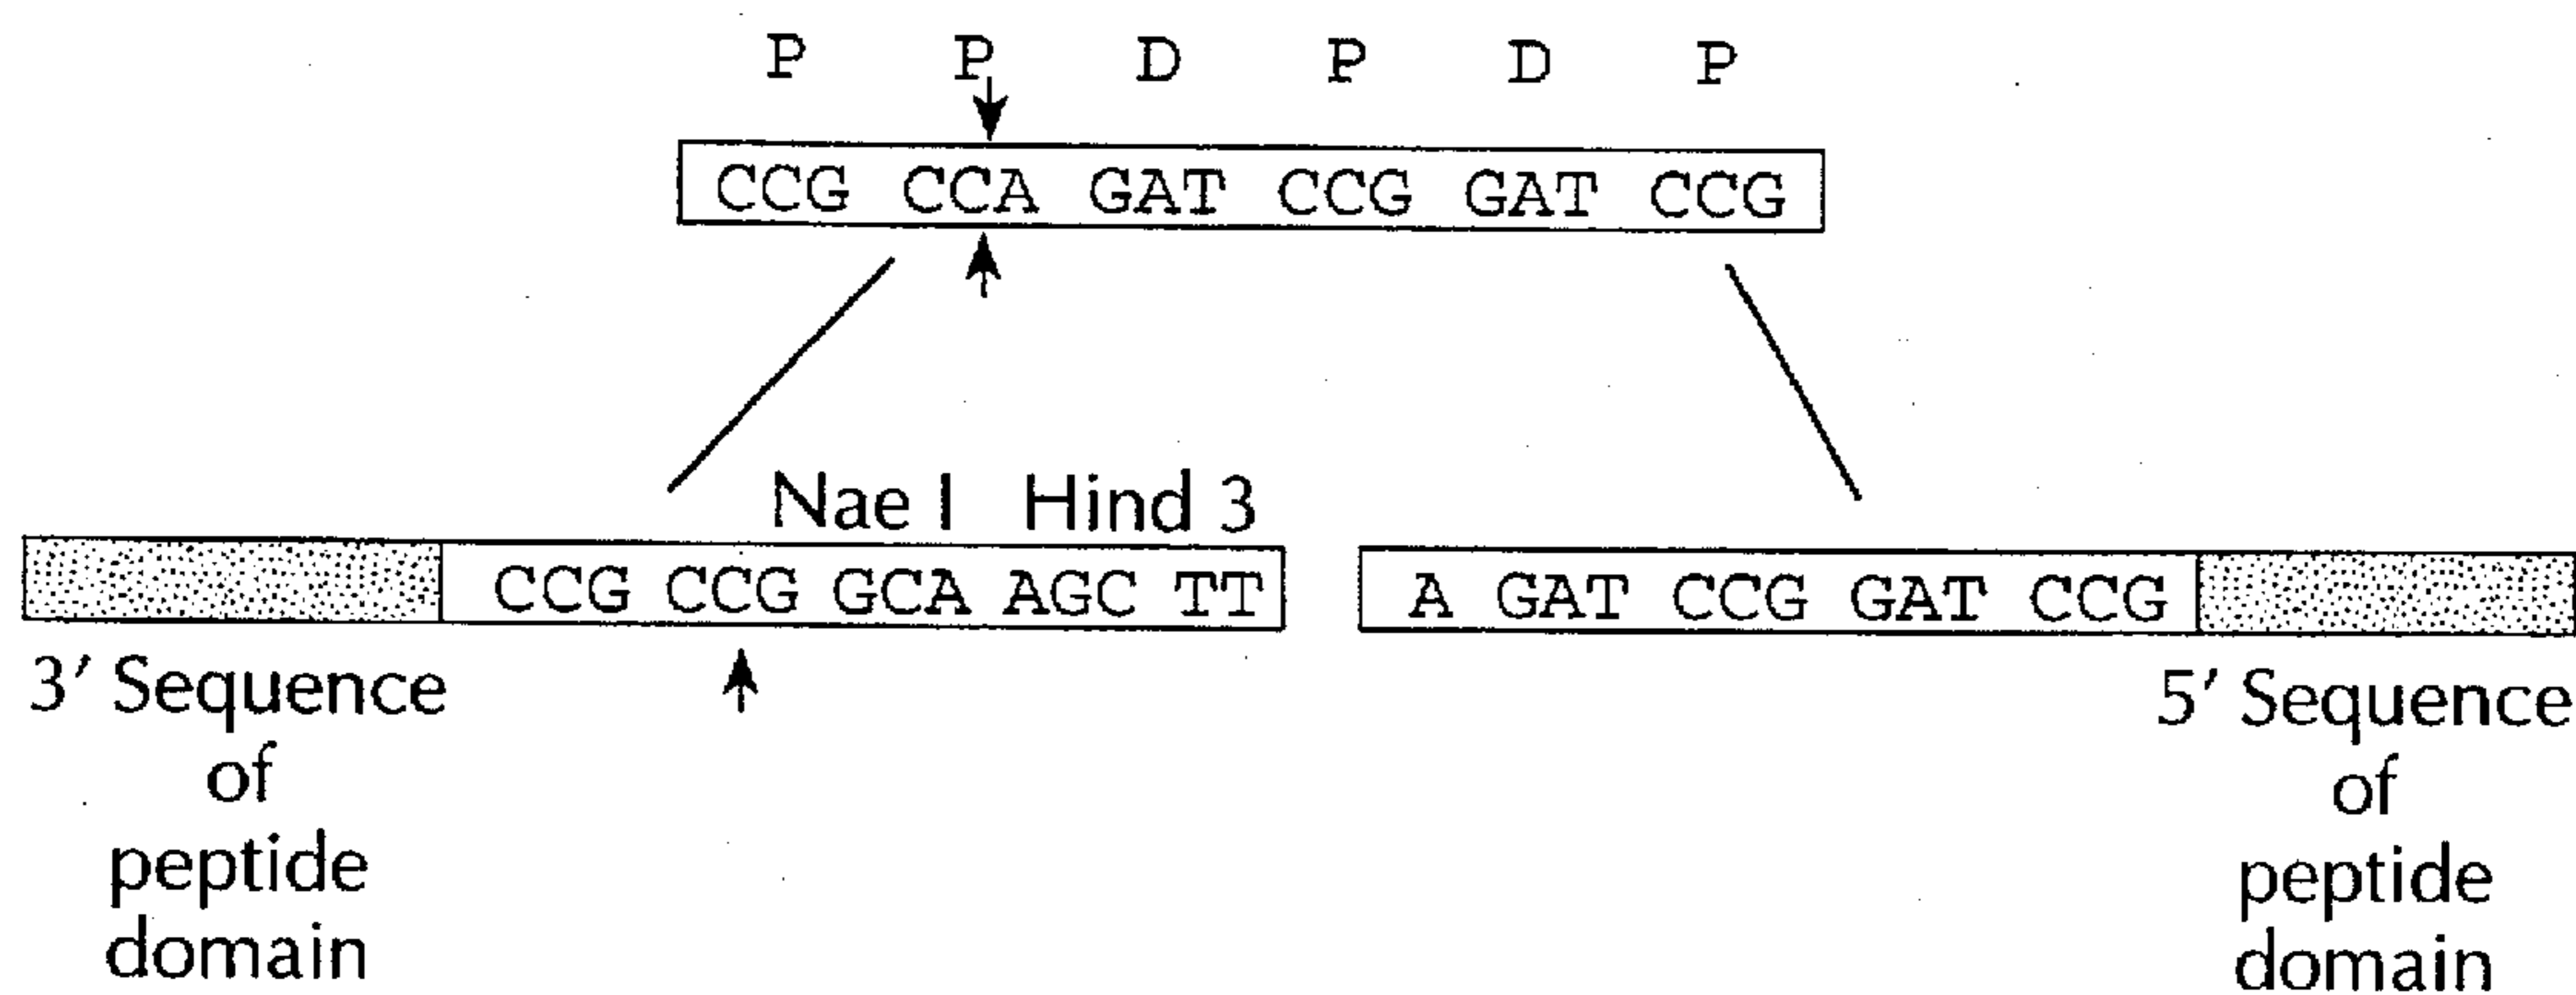 P P D P D P
CCG CCA GAT CCG GAT CCG
Nae I Hind 3
CCG CCG GCA AGC TT A GAT CCG GAT CCG
3′ Sequence
of
peptide
domain
5′ Sequence
of
peptide
domain